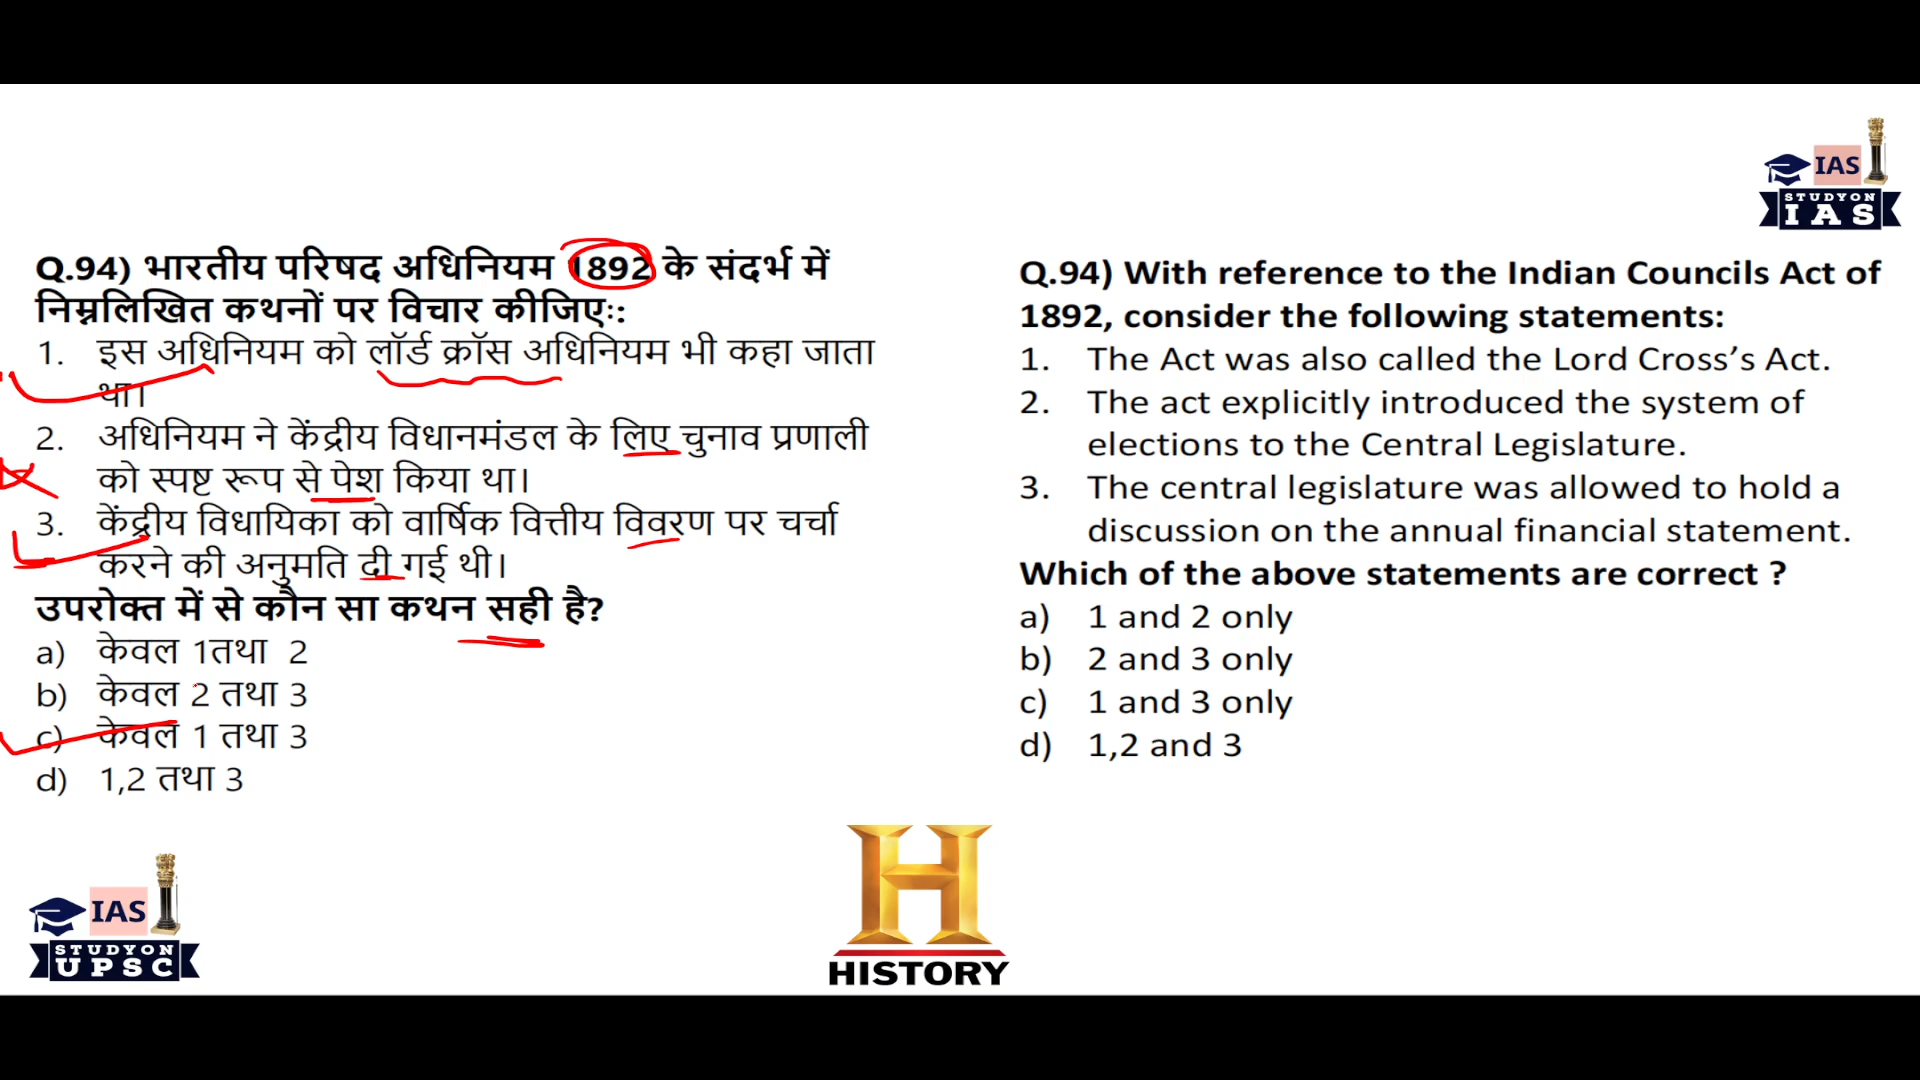 IAS
STUDYON
IAS
Q.94) भारतीय परिषद अधिनियम 1892 के संदर्भ में
निम्नलिखित कथनों पर विचार कीजिएः:
1. इस अधिनियम को लॉर्ड क्रॉस अधिनियम भी कहा जाता
था।
2. अधिनियम ने केंद्रीय विधानमंडल के लिए चुनाव प्रणाली
को स्पष्ट रूप से पेश किया था।
3. केंद्रीय विधायिका को वार्षिक वित्तीय विवरण पर चर्चा
करने की अनुमति दी गई थी।
उपरोक्त में से कौन सा कथन सही है?
a) केवल 1तथा 2
b) केवल 2 तथा 3
c) केवल 1 तथा 3
d) 1,2 तथा 3
Q.94) With reference to the Indian Councils Act of
1892, consider the following statements:
1. The Act was also called the Lord Cross’s Act.
2. The act explicitly introduced the system of
elections to the Central Legislature.
3. The central legislature was allowed to hold a
discussion on the annual financial statement.
Which of the above statements are correct ?
a) 1 and 2 only
b) 2 and 3 only
c) 1 and 3 only
d) 1,2 and 3
IAS
STUDYON
UPSC
H
HISTORY